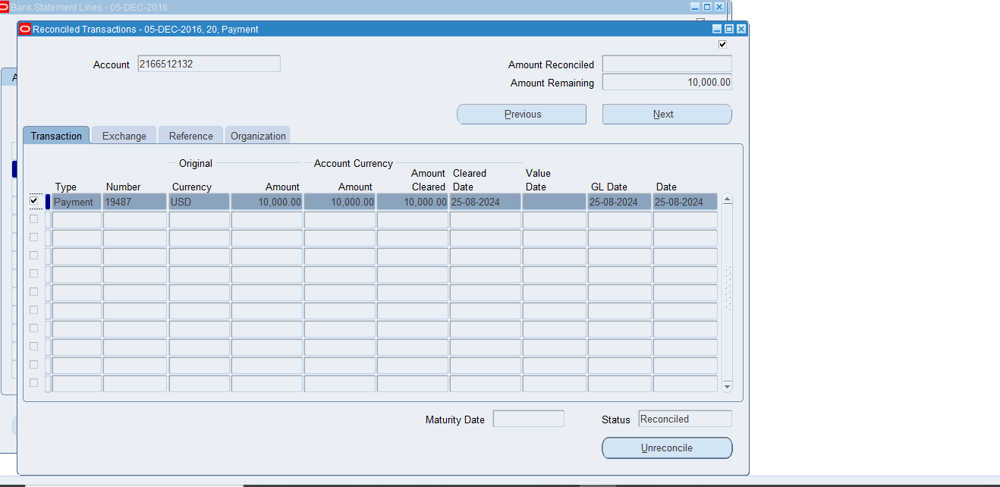 Bank Statement Lines - 05-DEC-2016
Reconciled Transactions - 05-DEC-2016, 20, Payment
Account 2166512132
Amount Reconciled
Amount Remaining 10,000.00
Previous Next
A
Transaction Exchange Reference Organization
Original Account Currency
Amount Cleared Value
Type Number Currency Amount Amount Cleared Date Date GL Date Date
Payment 19487 USD 10,000.00 10,000.00 10,000.00 25-08-2024 25-08-2024 25-08-2024
Maturity Date Status Reconciled
Unreconcile